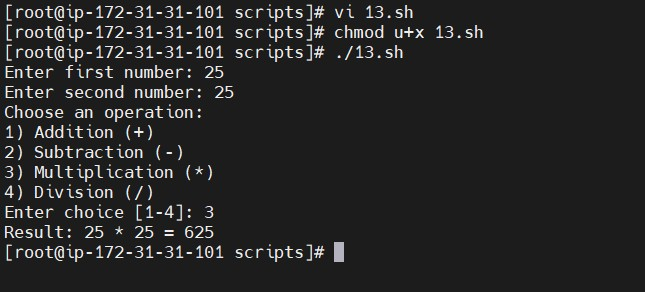 [root@ip-172-31-31-101 scripts]# vi 13.sh
[root@ip-172-31-31-101 scripts]# chmod u+x 13.sh
[root@ip-172-31-31-101 scripts]# ./13.sh
Enter first number: 25
Enter second number: 25
Choose an operation:
1) Addition (+)
2) Subtraction (-)
3) Multiplication (*)
4) Division (/)
Enter choice [1-4]: 3
Result: 25 * 25 = 625
[root@ip-172-31-31-101 scripts]#